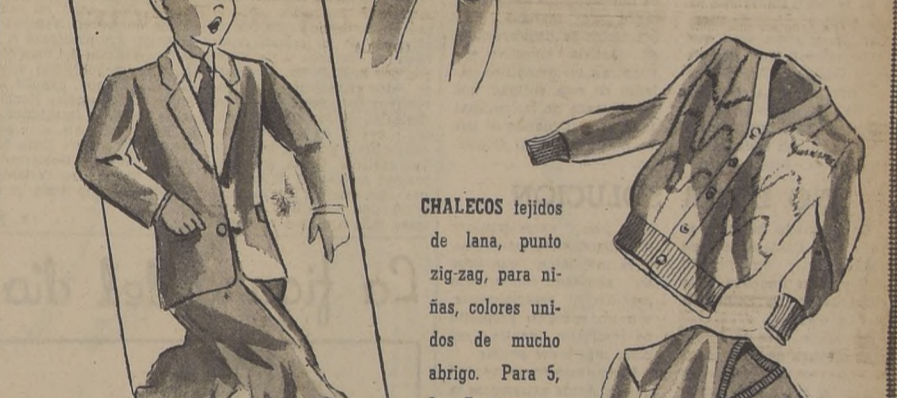 CHALECOS tejidos
de lana, punto
zig-zag, para ni-
ñas, colores uni-
dos de mucho
abrigo. Para 5,